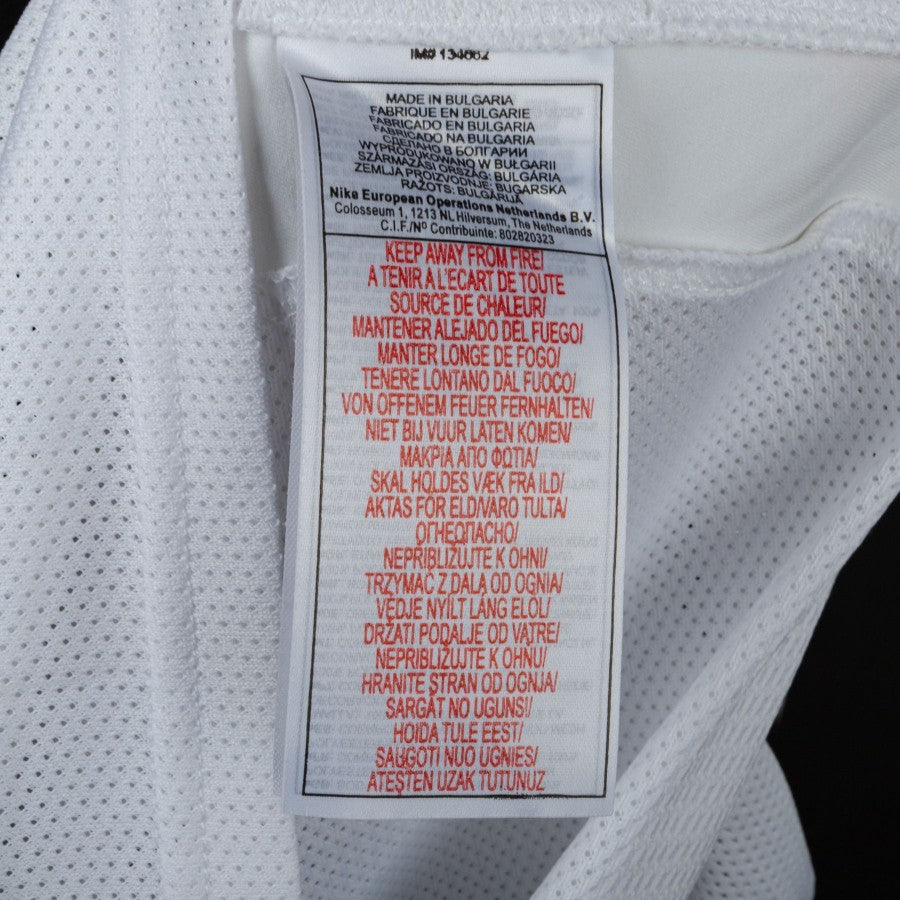 IM# 134662
MADE IN BULGARIA
FABRIQUE EN BULGARIE
FABRICADO EN BULGARIA
FABRICADO NA BULGARIA
СДЕЛАНО В БОЛГАРИИ
WYPRODUKOWANO W BUŁGARII
SZÁRMAZÁSI ORSZÁG: BULGÁRIA
ZEMLJA PROIZVODNJE: BUGARSKA
RAŽOTS: BULGĀRIJĀ
Nike European Operations Netherlands B.V.
Colosseum 1, 1213 NL Hilversum, The Netherlands
C.I.F./Nº Contribuinte: 802820323
KEEP AWAY FROM FIRE/
A TENIR A L'ECART DE TOUTE
SOURCE DE CHALEUR/
MANTENER ALEJADO DEL FUEGO/
MANTER LONGE DE FOGO/
TENERE LONTANO DAL FUOCO/
VON OFFENEM FEUER FERNHALTEN/
NIET BIJ VUUR LATEN KOMEN/
ΜΑΚΡΙΑ ΑΠΟ ΦΩΤΙΑ/
SKAL HOLDES VÆK FRA ILD/
AKTAS FÖR ELD/VARO TULTA/
ОГНЕОПАСНО/
NEPRIBLIŽUJTE K OHNI/
TRZYMAĆ Z DALA OD OGNIA/
VÉDJE NYÍLT LÁNG ELÖL/
DRŽATI PODALJE OD VATRE/
NEPRIBLIŽUJTE K OHŇU/
HRANITE STRAN OD OGNJA/
SARGĀT NO UGUNS!/
HOIDA TULE EEST/
SAUGOTI NUO UGNIES/
ATEŞTEN UZAK TUTUNUZ